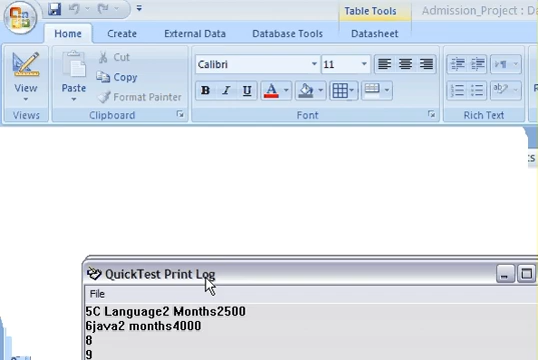 Table Tools
Admission_Project : D
Home
Create
External Data
Database Tools
Datasheet
View
Paste
Cut
Copy
Format Painter
Calibri
11
B I U A
Views
Clipboard
Font
Rich Text
ts
QuickTest Print Log
File
5C Language2 Months2500
6java2 months4000
8
9